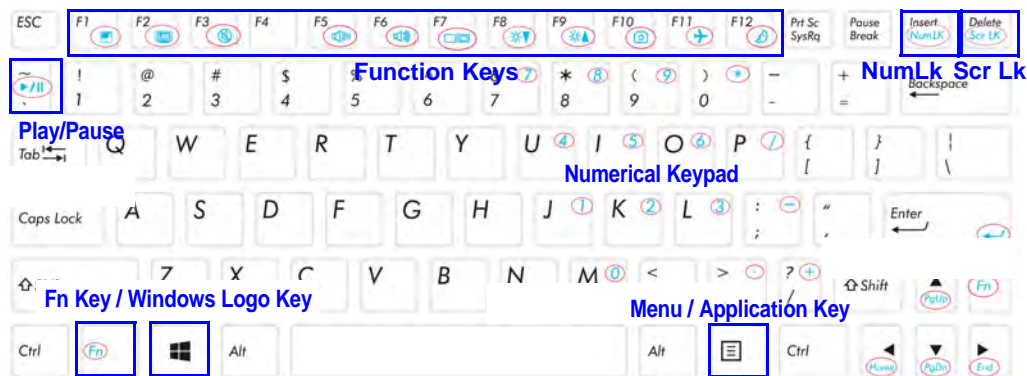 ESC F1 F2 F3 F4 F5 F6 F7 F8 F9 F10 F11 F12 Prt Sc SysRq Pause Break Insert NumLK Delete Scr LK
Function Keys NumLk Scr Lk
~ ` ! 1 @ 2 # 3 $ 4 5 6 7 7 * 8 8 ( 9 9 ) 0 * - - + = Backspace
Play/Pause
Tab Q W E R T Y U 4 I 5 O 6 P / { [ } ] | \
Numerical Keypad
Caps Lock A S D F G H J 1 K 2 L 3 : ; - " ' Enter
Z X C V B N M 0 < > . ? / + Shift PgUp Fn
Fn Key / Windows Logo Key
Menu / Application Key
Ctrl Fn Alt Alt Ctrl Home PgDn End